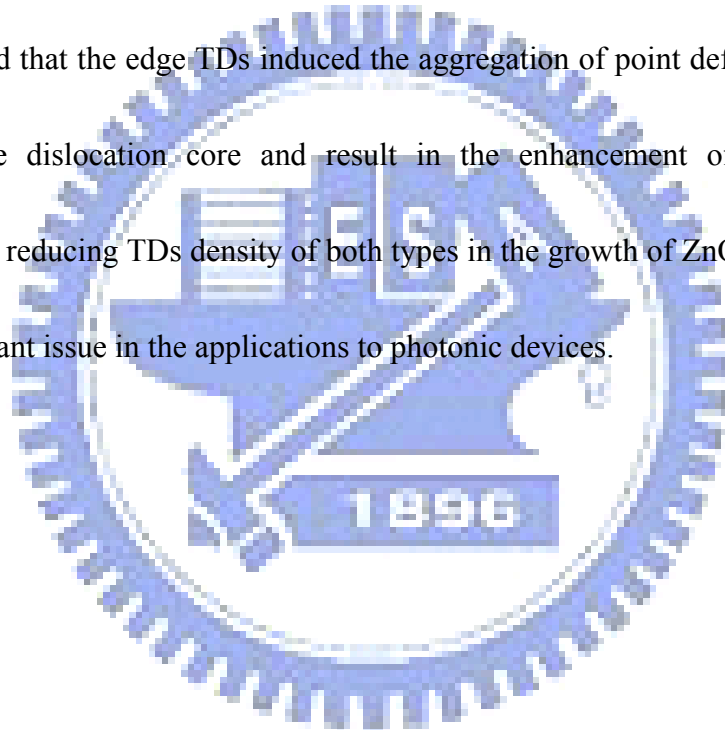 d that the edge TDs induced the aggregation of point def
e dislocation core and result in the enhancement of
ES
reducing TDs density of both types in the growth of ZnO
ant issue in the applications to photonic devices.
1896